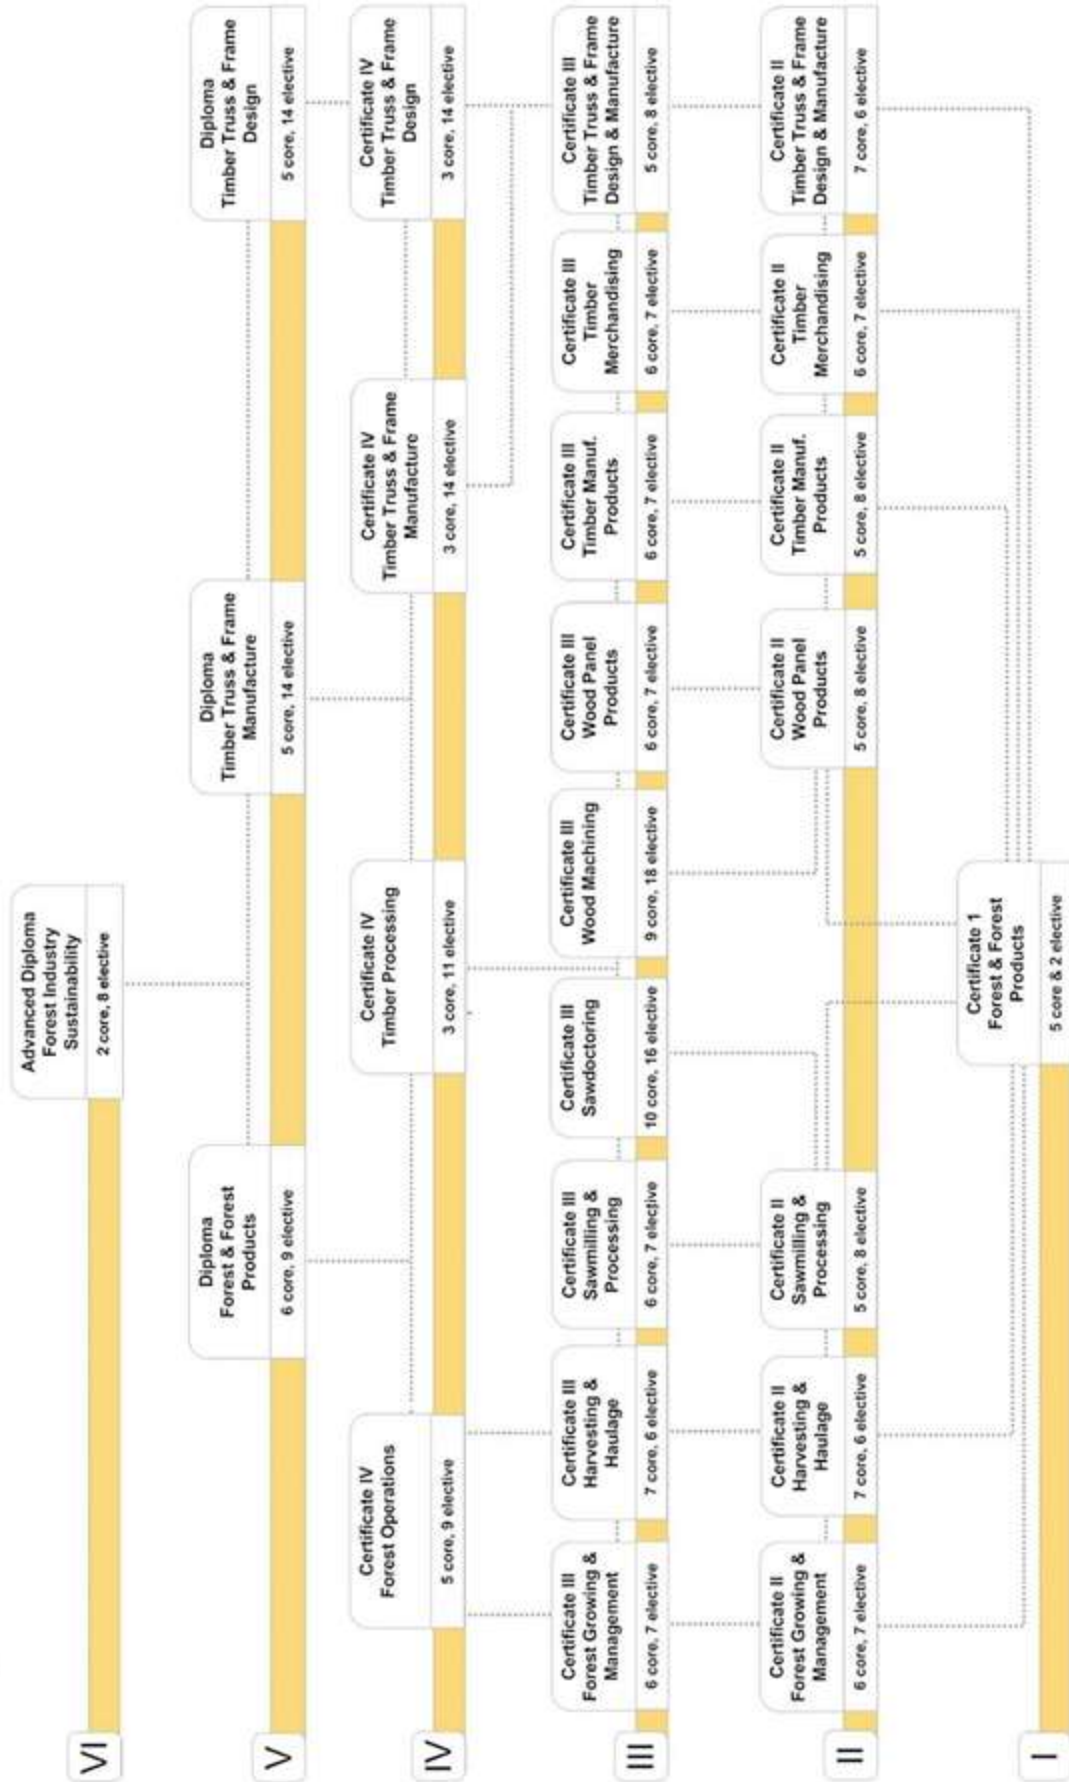 VI
Advanced Diploma
Forest Industry
Sustainability
2 core, 8 elective
V
Diploma
Forest & Forest
Products
6 core, 9 elective
Diploma
Timber Truss & Frame
Manufacture
5 core, 14 elective
Diploma
Timber Truss & Frame
Design
5 core, 14 elective
IV
Certificate IV
Forest Operations
5 core, 9 elective
Certificate IV
Timber Processing
3 core, 11 elective
Certificate IV
Timber Truss & Frame
Manufacture
3 core, 14 elective
Certificate IV
Timber Truss & Frame
Design
3 core, 14 elective
III
Certificate III
Forest Growing &
Management
6 core, 7 elective
Certificate III
Harvesting &
Haulage
7 core, 6 elective
Certificate III
Sawmilling &
Processing
6 core, 7 elective
Certificate III
Sawdoctoring
10 core, 16 elective
Certificate III
Wood Machining
9 core, 18 elective
Certificate III
Wood Panel
Products
6 core, 7 elective
Certificate III
Timber Manuf.
Products
6 core, 7 elective
Certificate III
Timber
Merchandising
6 core, 7 elective
Certificate III
Timber Truss & Frame
Design & Manufacture
5 core, 8 elective
II
Certificate II
Forest Growing &
Management
6 core, 7 elective
Certificate II
Harvesting &
Haulage
7 core, 6 elective
Certificate II
Sawmilling &
Processing
5 core, 8 elective
Certificate II
Wood Panel
Products
5 core, 8 elective
Certificate II
Timber Manuf.
Products
5 core, 8 elective
Certificate II
Timber
Merchandising
6 core, 7 elective
Certificate II
Timber Truss & Frame
Design & Manufacture
7 core, 6 elective
I
Certificate 1
Forest & Forest
Products
5 core & 2 elective